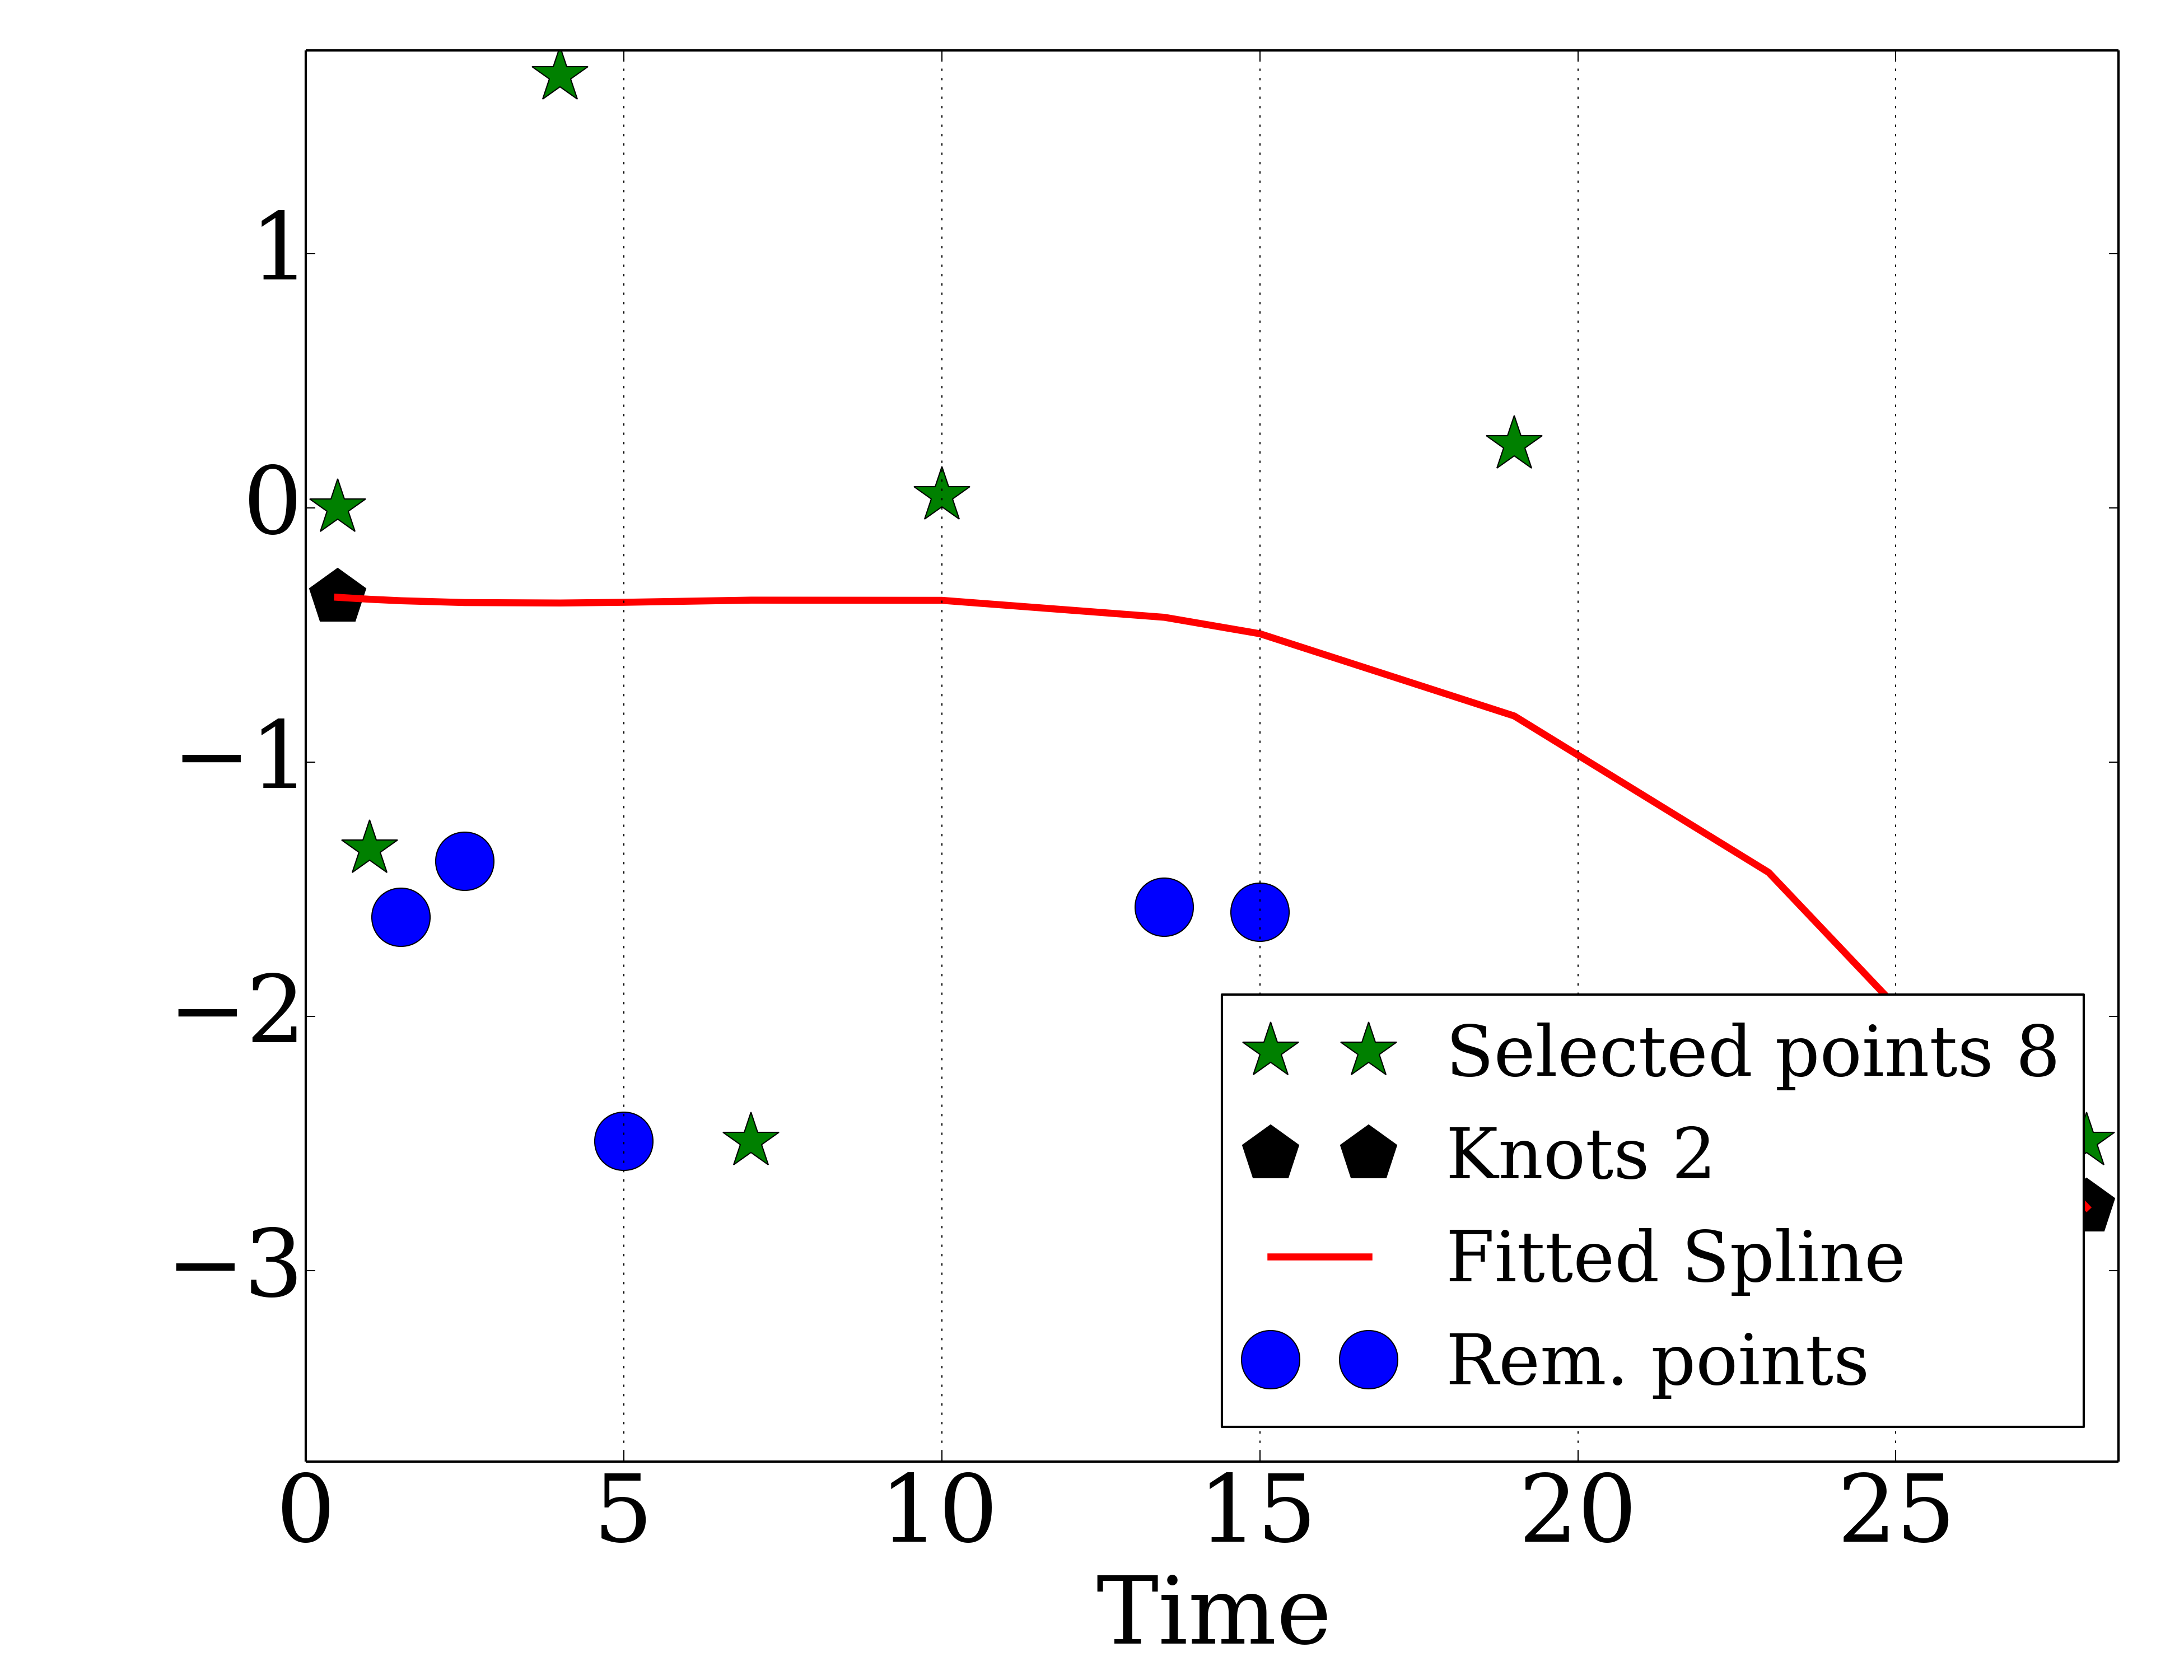 1
0
−1
−2
−3
Selected points 8
Knots 2
Fitted Spline
Rem. points
0 5 10 15 20 25
Time